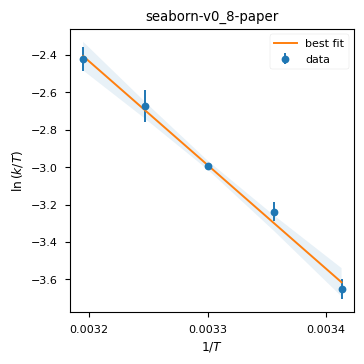 seaborn-v0_8-paper
best fit
data
−2.4
−2.6
−2.8
−3.0
−3.2
−3.4
−3.6
ln (k/T)
0.0032
0.0033
0.0034
1/T